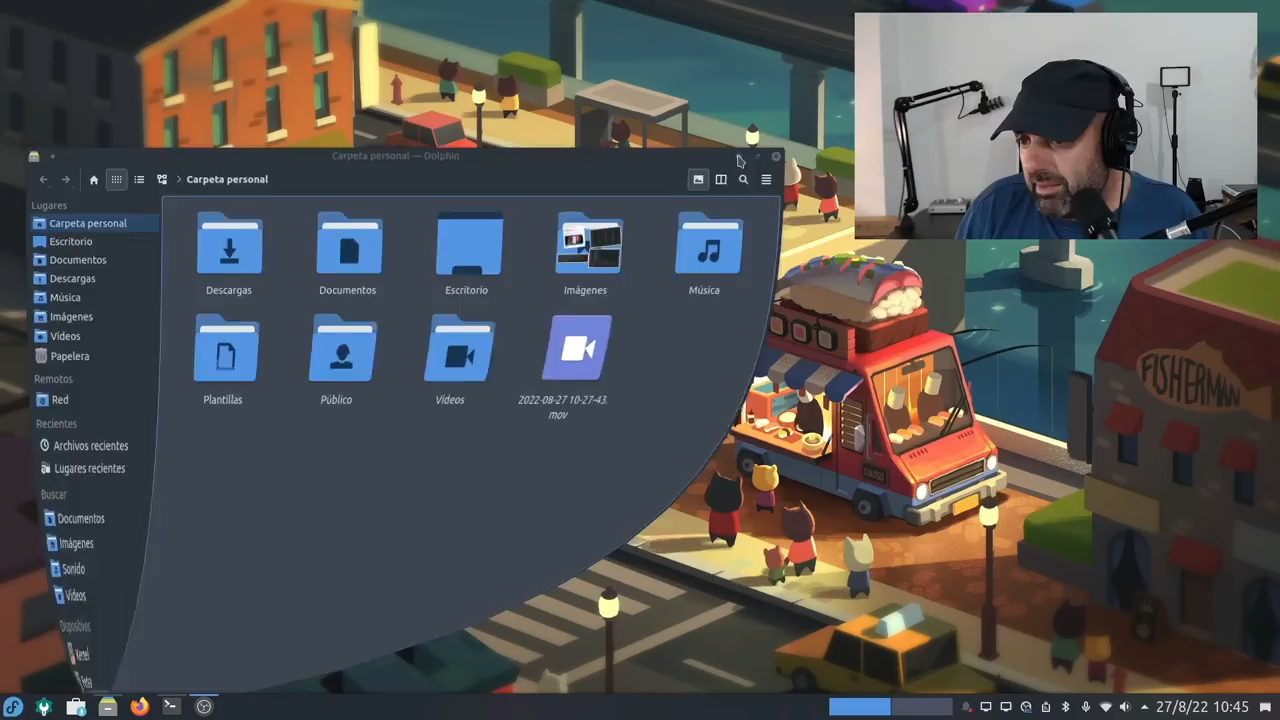 Carpeta personal — Dolphin
Carpeta personal
Lugares
Carpeta personal
Escritorio
Documentos
Descargas
Música
Imágenes
Vídeos
Papelera
Remotos
Red
Recientes
Archivos recientes
Lugares recientes
Buscar
Documentos
Imágenes
Sonido
Vídeos
Dispositivos
Descargas
Documentos
Escritorio
Imágenes
Música
Plantillas
Público
Vídeos
2022-08-27 10-27-43.
mov
FISHERMAN
27/8/22 10:45